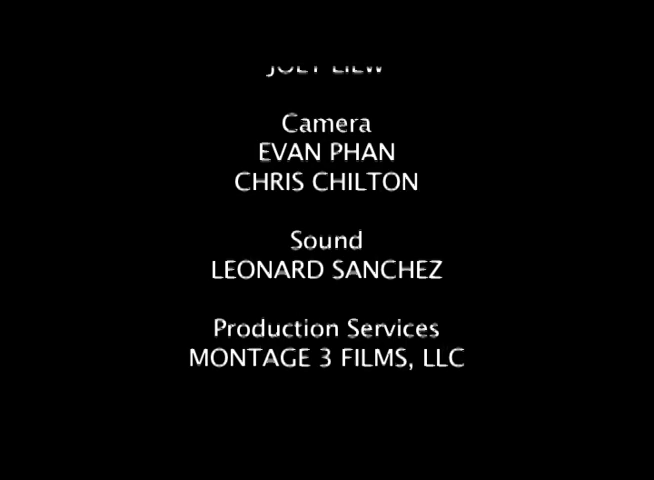 Camera
EVAN PHAN
CHRIS CHILTON
Sound
LEONARD SANCHEZ
Production Services
MONTAGE 3 FILMS, LLC